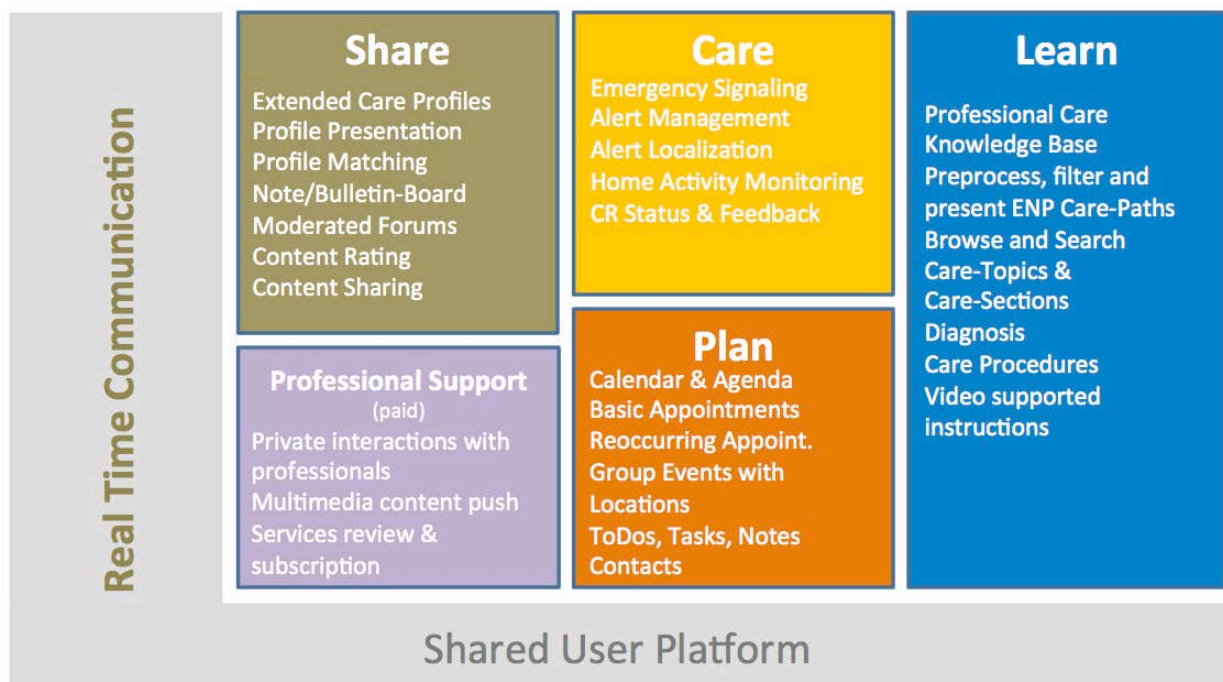 Real Time Communication
Share
Extended Care Profiles
Profile Presentation
Profile Matching
Note/Bulletin-Board
Moderated Forums
Content Rating
Content Sharing
Professional Support
(paid)
Private interactions with
professionals
Multimedia content push
Services review &
subscription
Care
Emergency Signaling
Alert Management
Alert Localization
Home Activity Monitoring
CR Status & Feedback
Plan
Calendar & Agenda
Basic Appointments
Reoccurring Appoint.
Group Events with
Locations
ToDos, Tasks, Notes
Contacts
Learn
Professional Care
Knowledge Base
Preprocess, filter and
present ENP Care-Paths
Browse and Search
Care-Topics &
Care-Sections
Diagnosis
Care Procedures
Video supported
instructions
Shared User Platform